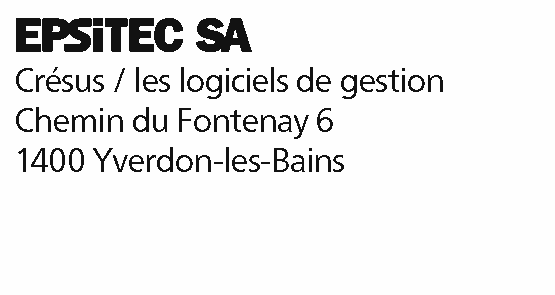 EPSiTEC SA
Crésus / les logiciels de gestion
Chemin du Fontenay 6
1400 Yverdon-les-Bains